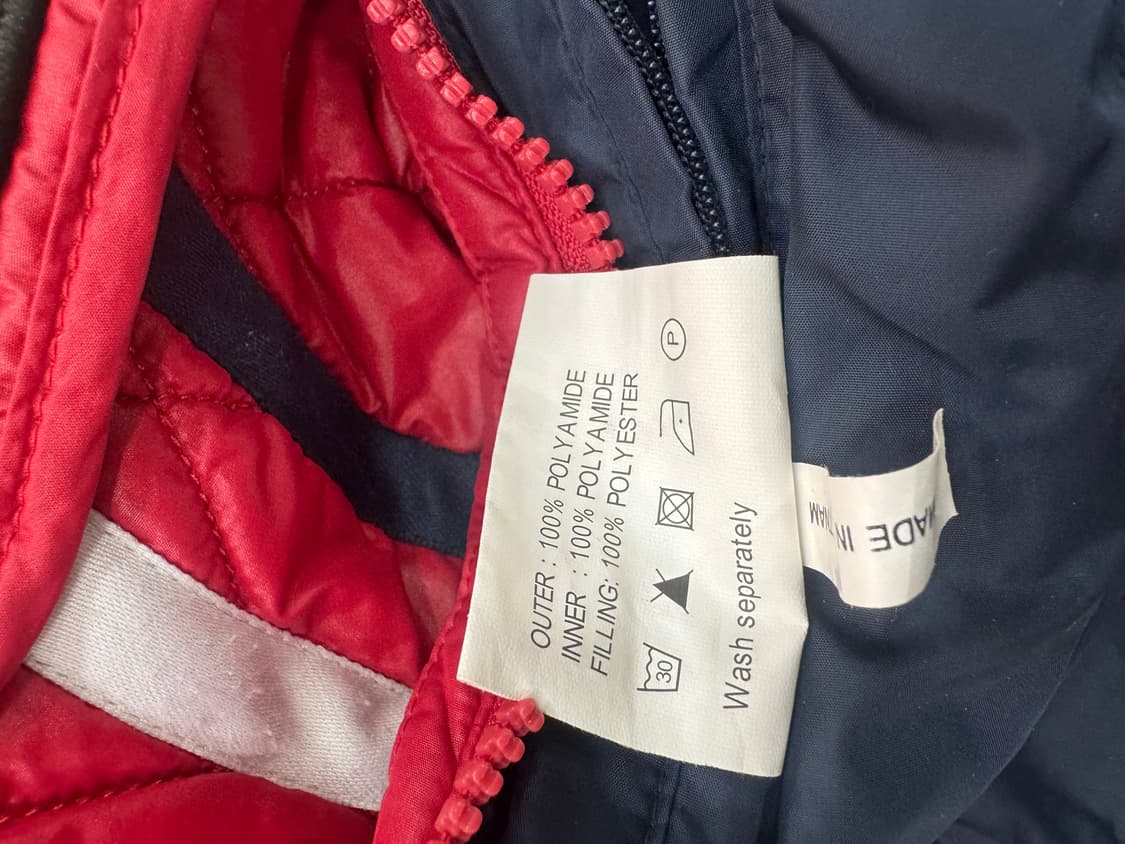 OUTER : 100% POLYAMIDE
INNER : 100% POLYAMIDE
FILLING: 100% POLYESTER
30 P
Wash separately
MADE IN